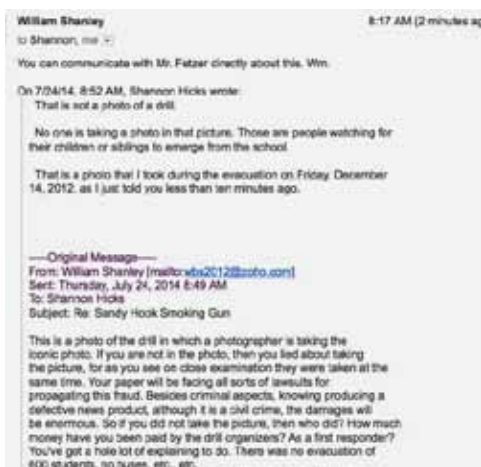 William Shanley 8:17 AM (2 minutes ag
to Shannon, me
You can communicate with Mr. Fetzer directly about this. Wm.
On 7/24/14, 8:52 AM, Shannon Hicks wrote:
That is not a photo of a drill.
No one is taking a photo in that picture. Those are people watching for
their children or siblings to emerge from the school.
That is a photo that I took during the evacuation on Friday, December
14, 2012. as I just told you less than ten minutes ago.
-----Original Message-----
From: William Shanley [mailto:wbs2012@zoho.com]
Sent: Thursday, July 24, 2014 8:49 AM
To: Shannon Hicks
Subject: Re: Sandy Hook Smoking Gun
This is a photo of the drill in which a photographer is taking the
iconic photo. If you are not in the photo, then you lied about taking
the picture, for as you see on close examination they were taken at the
same time. Your paper will be facing all sorts of lawsuits for
propagating this fraud. Besides criminal aspects, knowing producing a
defective news product, although it is a civil crime, the damages will
be enormous. So if you did not take the picture, then who did? How much
money have you been paid by the drill organizers? As a first responder?
You've got a hole lot of explaining to do. There was no evacuation of
600 students, no buses, etc., etc.